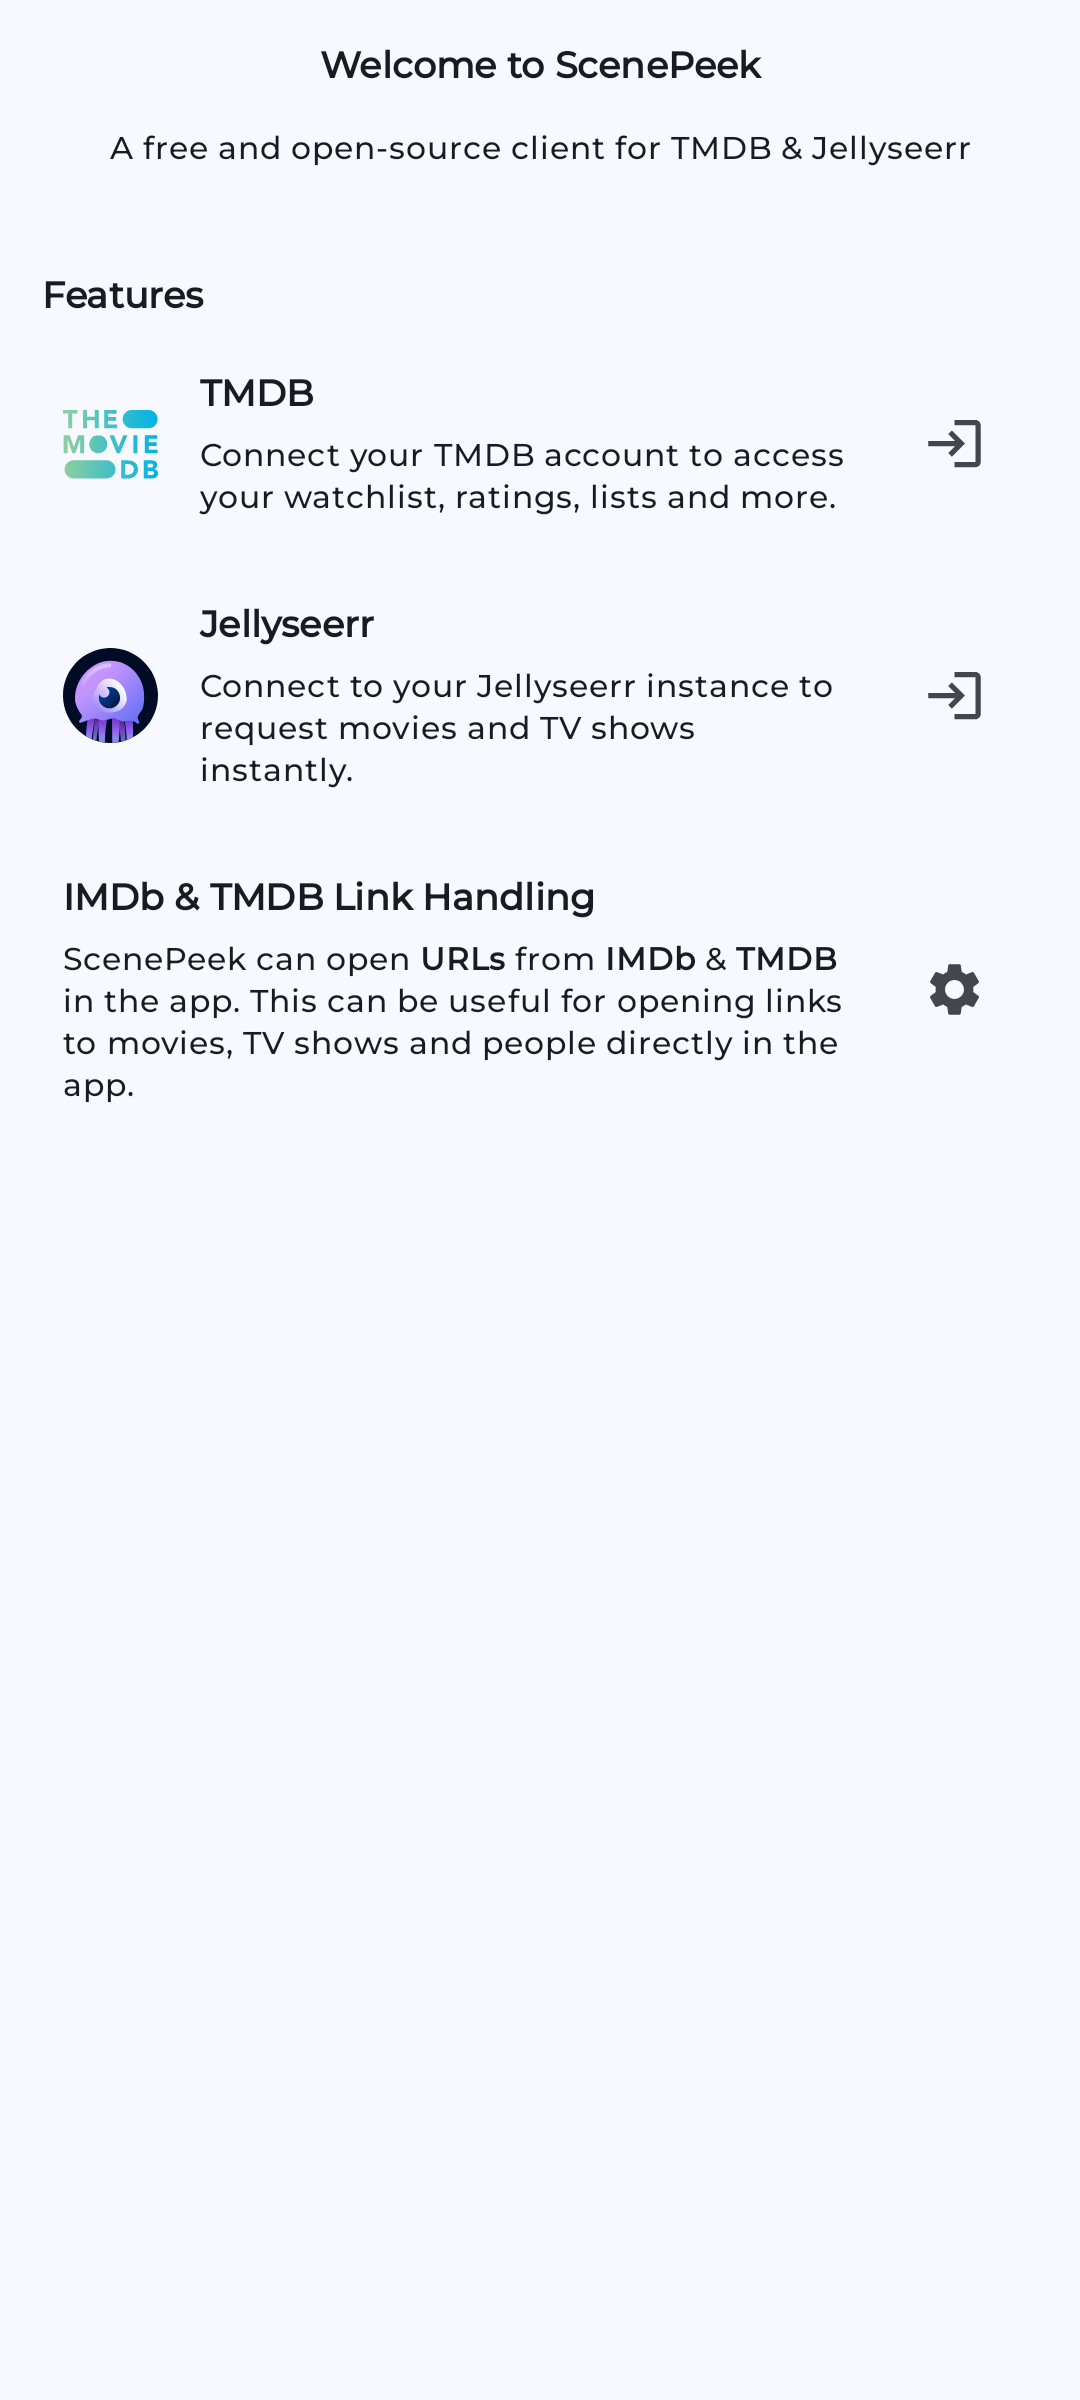 Welcome to ScenePeek
A free and open-source client for TMDB & Jellyseerr
Features
THE
MOVIE
DB
TMDB
Connect your TMDB account to access
your watchlist, ratings, lists and more.
Jellyseerr
Connect to your Jellyseerr instance to
request movies and TV shows
instantly.
IMDb & TMDB Link Handling
ScenePeek can open URLs from IMDb & TMDB
in the app. This can be useful for opening links
to movies, TV shows and people directly in the
app.